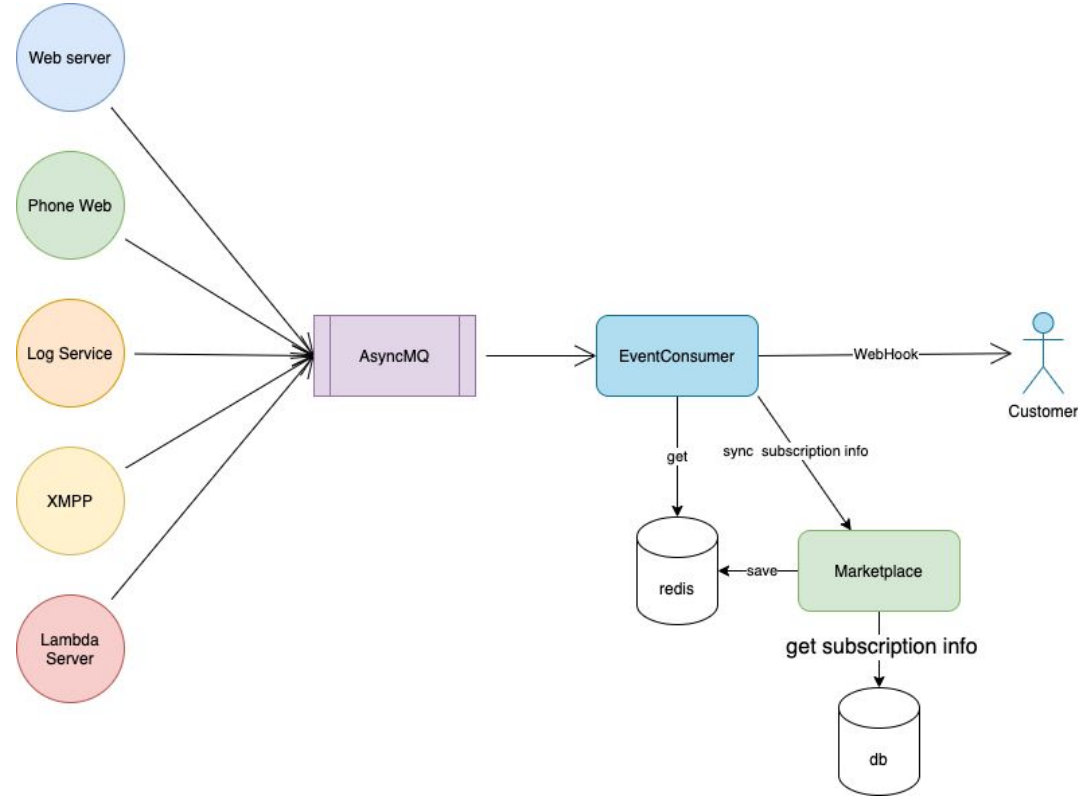 Web server
Phone Web
Log Service
AsyncMQ
EventConsumer
WebHook
Customer
get
sync  subscription info
XMPP
redis
save
Marketplace
Lambda
Server
get subscription info
db